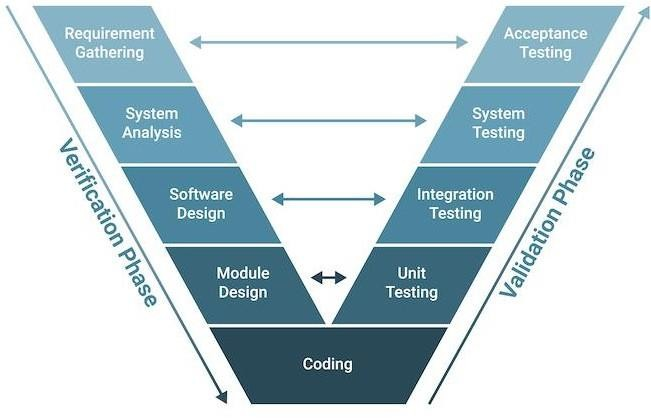 Requirement
Gathering
Acceptance
Testing
System
Analysis
System
Testing
Software
Design
Integration
Testing
Module
Design
Unit
Testing
Coding
Verification Phase
Validation Phase